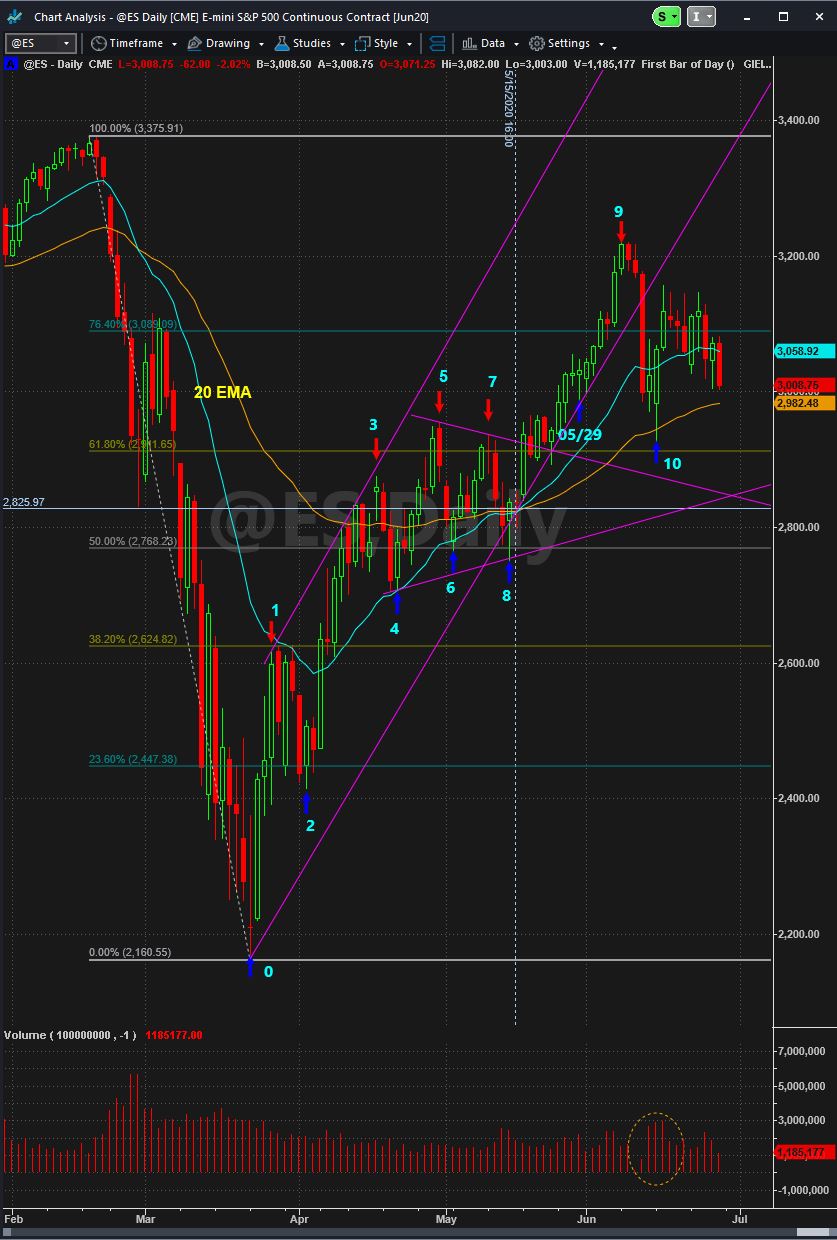 Chart Analysis - @ES Daily [CME] E-mini S&P 500 Continuous Contract [Jun20]
S
I
@ES
Timeframe
Drawing
Studies
Style
Data
Settings
A
@ES - Daily CME L=3,008.75 -62.00 -2.02% B=3,008.50 A=3,008.75 O=3,071.25 Hi=3,082.00 Lo=3,003.00 V=1,185,177 First Bar of Day () GIEL..
5/15/2020 16:00
100.00% (3,375.91)
3,400.00
9
3,200.00
76.40% (3,089.09)
3,058.92
5
7
3,008.75
3,000.00
20 EMA
2,982.48
3
05/29
61.80% (2,911.65)
10
2,825.97
@ES,Daily
2,800.00
50.00% (2,768.23)
6
8
1
4
38.20% (2,624.82)
2,600.00
23.60% (2,447.38)
2,400.00
2
2,200.00
0.00% (2,160.55)
0
Volume ( 100000000 , -1 ) 1185177.00
7,000,000
5,000,000
3,000,000
1,185,177
-1,000,000
Feb
Mar
Apr
May
Jun
Jul